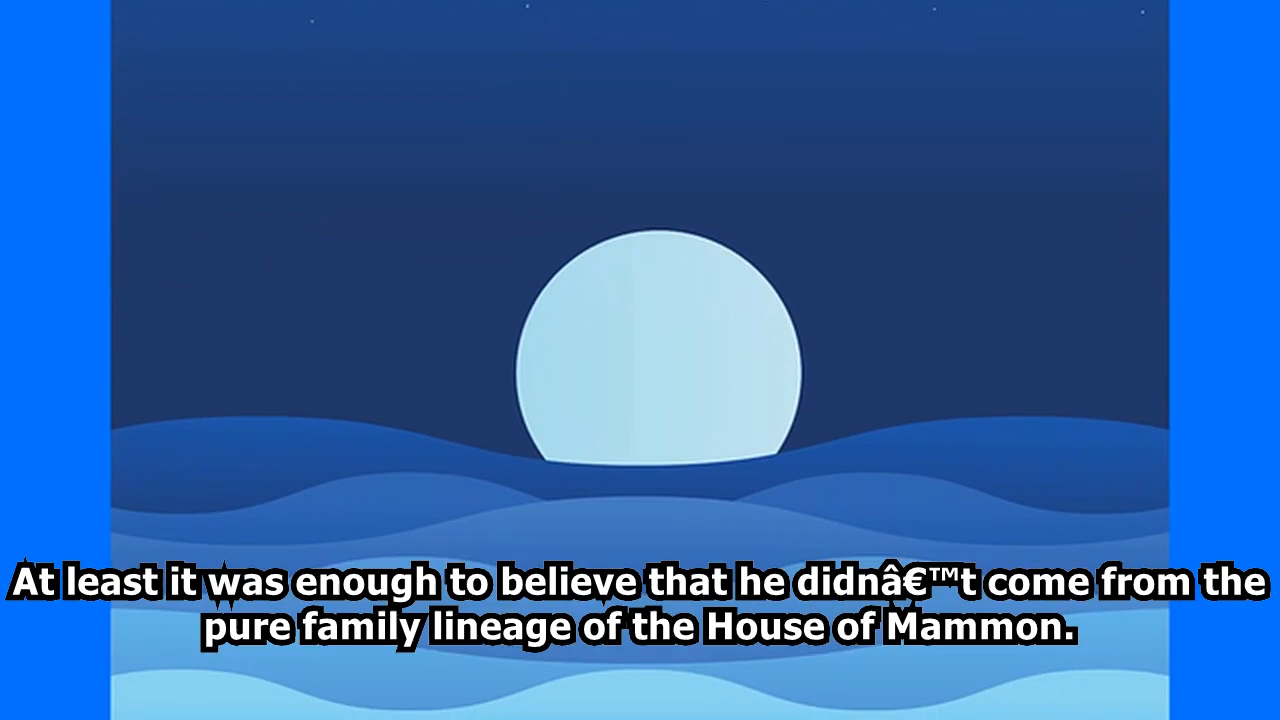 At least it was enough to believe that he didnâ€™t come from the
pure family lineage of the House of Mammon.